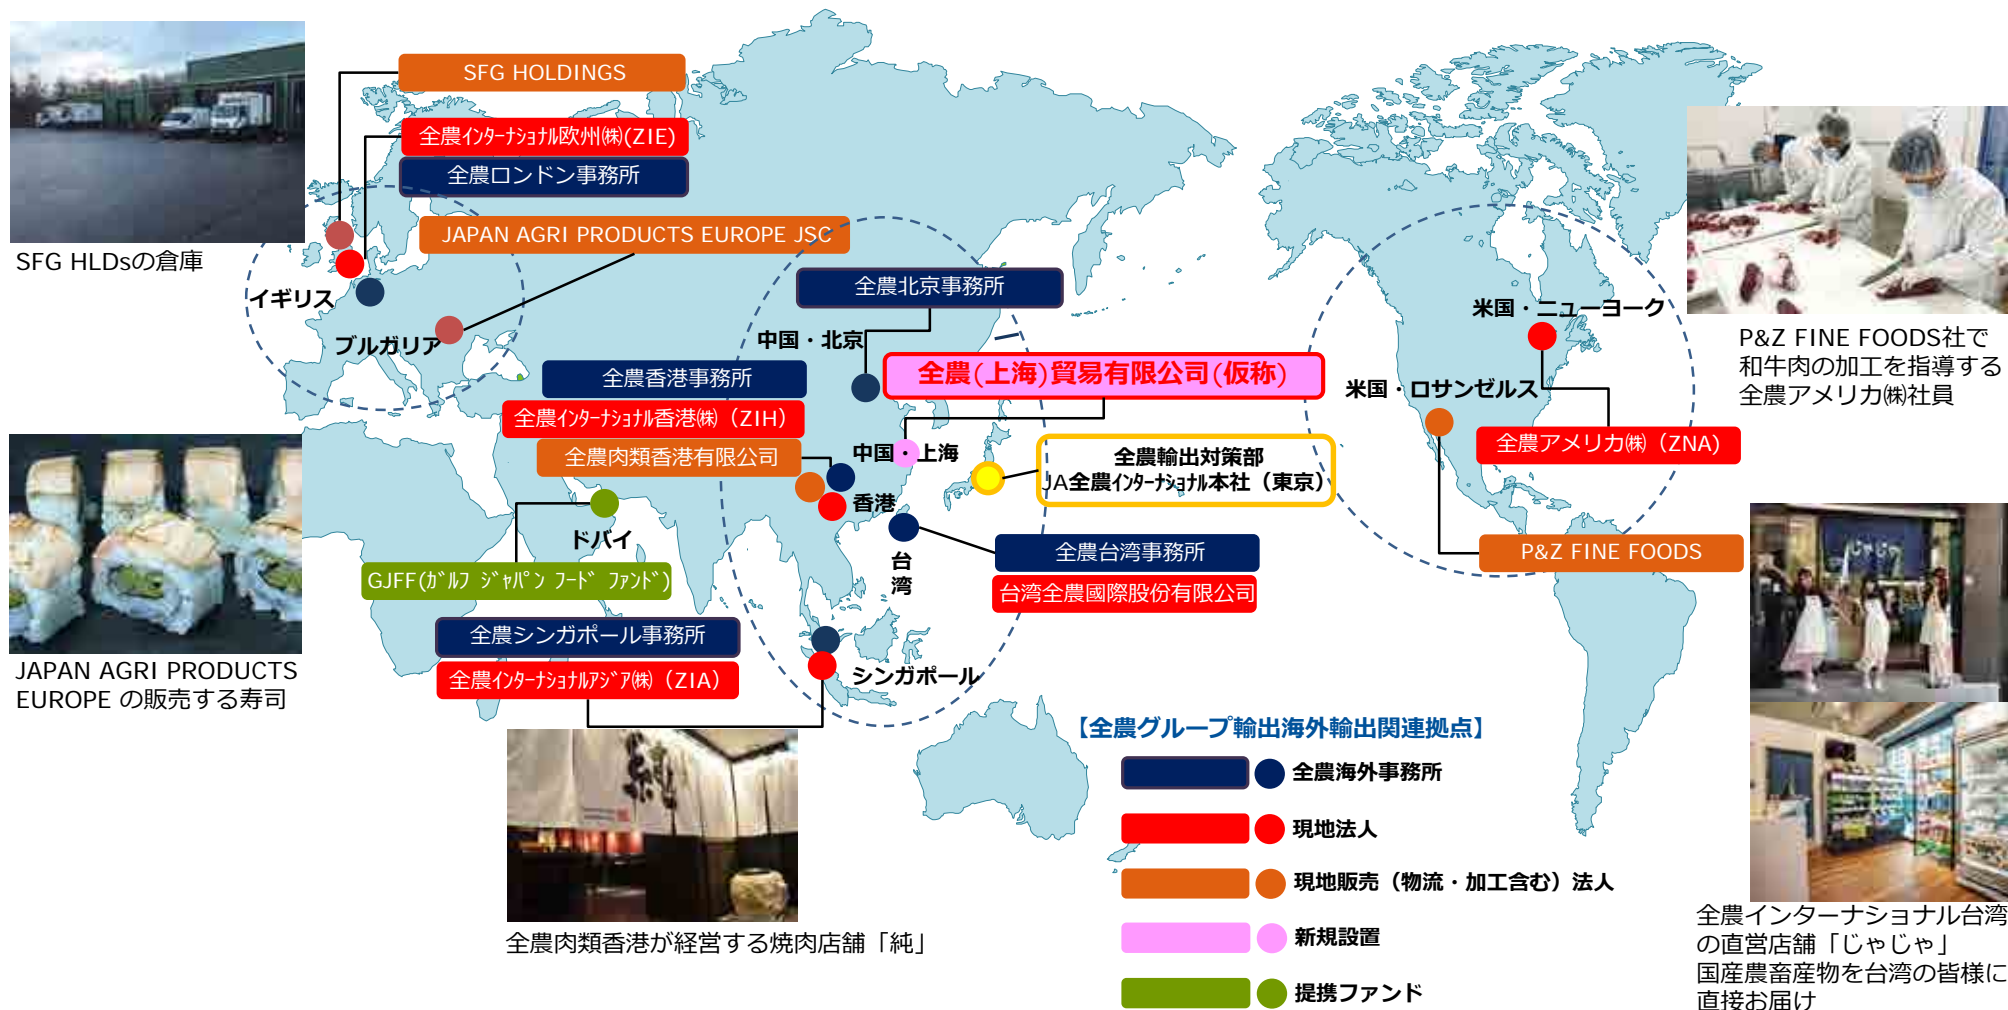 SFG HOLDINGS
全農ｲﾝﾀｰﾅｼｮﾅﾙ欧州㈱(ZIE)
全農ロンドン事務所
JAPAN AGRI PRODUCTS EUROPE JSC
SFG HLDsの倉庫
イギリス
ブルガリア
全農北京事務所
中国・北京
全農(上海)貿易有限公司(仮称)
全農香港事務所
全農ｲﾝﾀｰﾅｼｮﾅﾙ香港㈱（ZIH）
全農肉類香港有限公司
中国・上海
香港
全農輸出対策部
JA全農ｲﾝﾀｰﾅｼｮﾅﾙ本社（東京）
米国・ニューヨーク
米国・ロサンゼルス
全農アメリカ㈱（ZNA）
P&Z FINE FOODS
P&Z FINE FOODS社で
和牛肉の加工を指導する
全農アメリカ㈱社員
ドバイ
GJFF(ｶﾞﾙﾌ ｼﾞｬﾊﾟﾝ ﾌｰﾄﾞ ﾌｧﾝﾄﾞ)
台
湾
全農台湾事務所
台湾全農國際股份有限公司
全農シンガポール事務所
全農ｲﾝﾀｰﾅｼｮﾅﾙｱｼﾞｱ㈱（ZIA）
シンガポール
JAPAN AGRI PRODUCTS
EUROPE の販売する寿司
全農肉類香港が経営する焼肉店舗「純」
【全農グループ輸出海外輸出関連拠点】
全農海外事務所
現地法人
現地販売（物流・加工含む）法人
新規設置
提携ファンド
じゃじゃ
全農インターナショナル台湾
の直営店舗「じゃじゃ」
国産農畜産物を台湾の皆様に
直接お届け